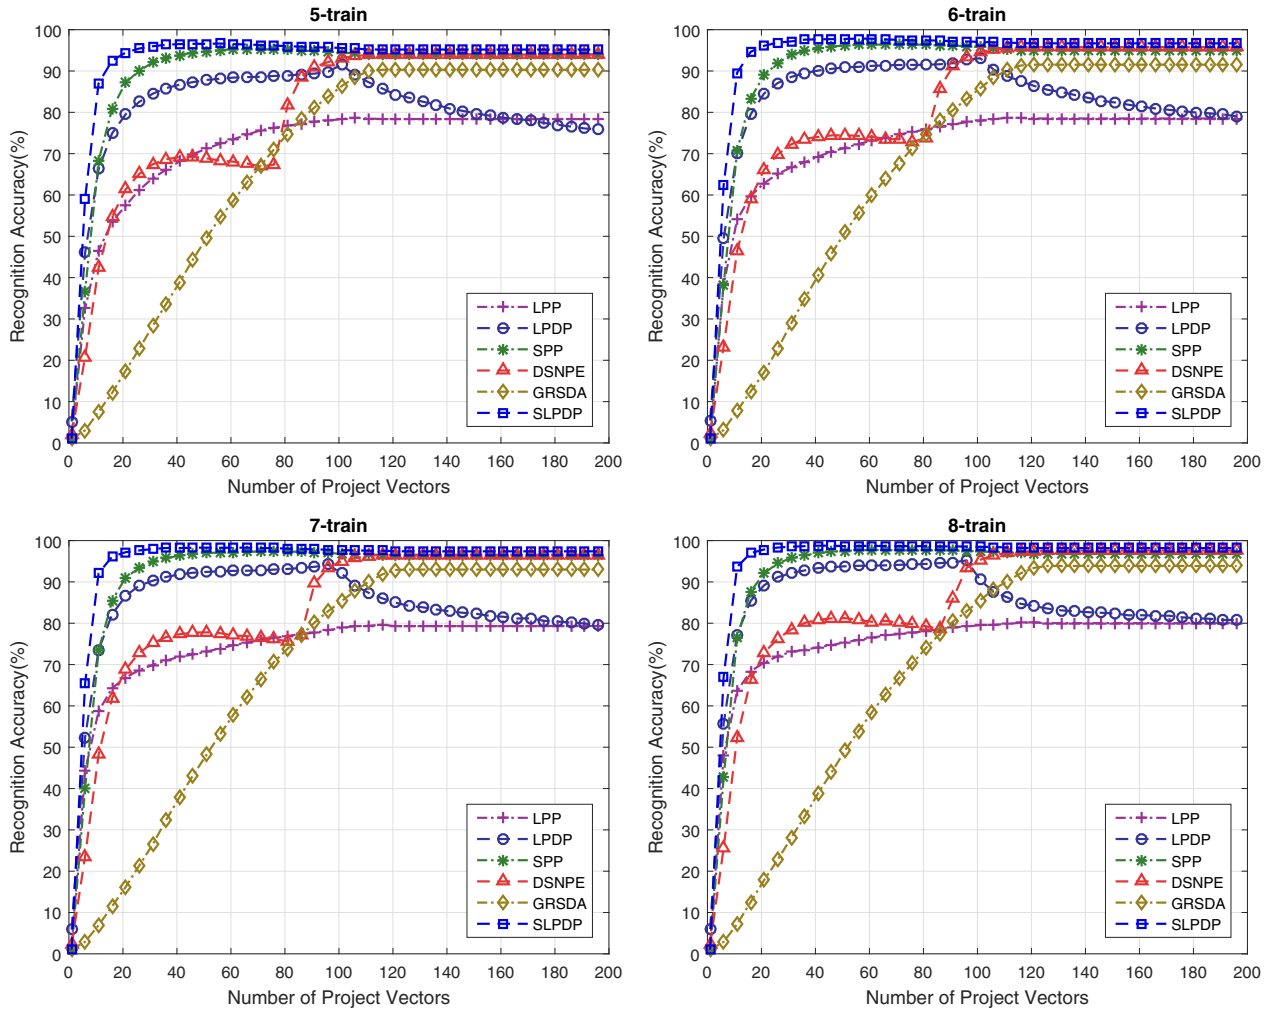 5-train
100
90
80
70
60
50
40
30
20
10
0
Recognition Accuracy(%)
LPP
LPDP
SPP
DSNPE
GRSDA
SLPDP
0 20 40 60 80 100 120 140 160 180 200
Number of Project Vectors
6-train
100
90
80
70
60
50
40
30
20
10
0
Recognition Accuracy(%)
LPP
LPDP
SPP
DSNPE
GRSDA
SLPDP
0 20 40 60 80 100 120 140 160 180 200
Number of Project Vectors
7-train
100
90
80
70
60
50
40
30
20
10
0
Recognition Accuracy(%)
LPP
LPDP
SPP
DSNPE
GRSDA
SLPDP
0 20 40 60 80 100 120 140 160 180 200
Number of Project Vectors
8-train
100
90
80
70
60
50
40
30
20
10
0
Recognition Accuracy(%)
LPP
LPDP
SPP
DSNPE
GRSDA
SLPDP
0 20 40 60 80 100 120 140 160 180 200
Number of Project Vectors